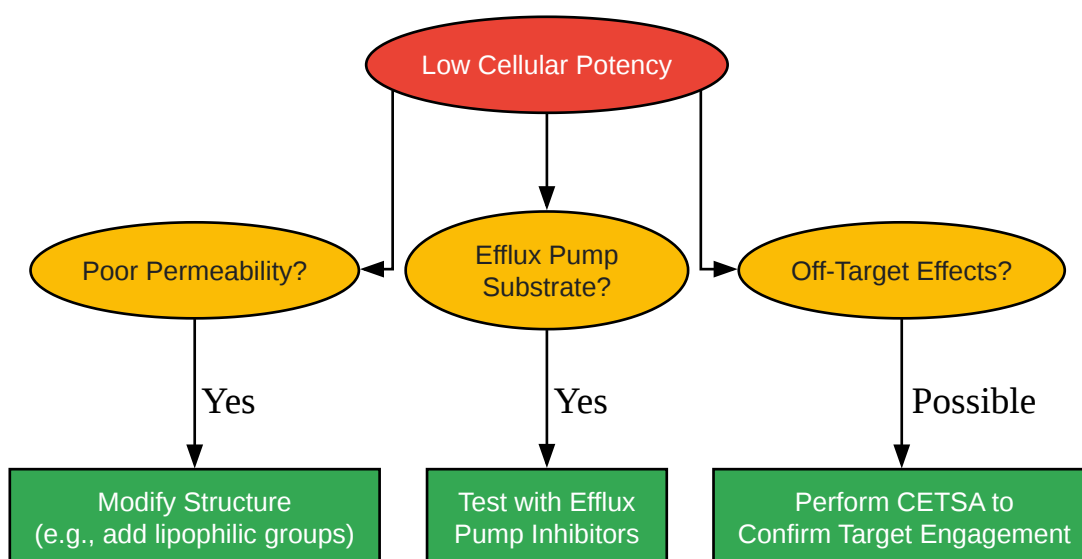 Low Cellular Potency
Poor Permeability?
Efflux Pump
Substrate?
Off-Target Effects?
Yes
Yes
Possible
Modify Structure
(e.g., add lipophilic groups)
Test with Efflux
Pump Inhibitors
Perform CETSA to
Confirm Target Engagement